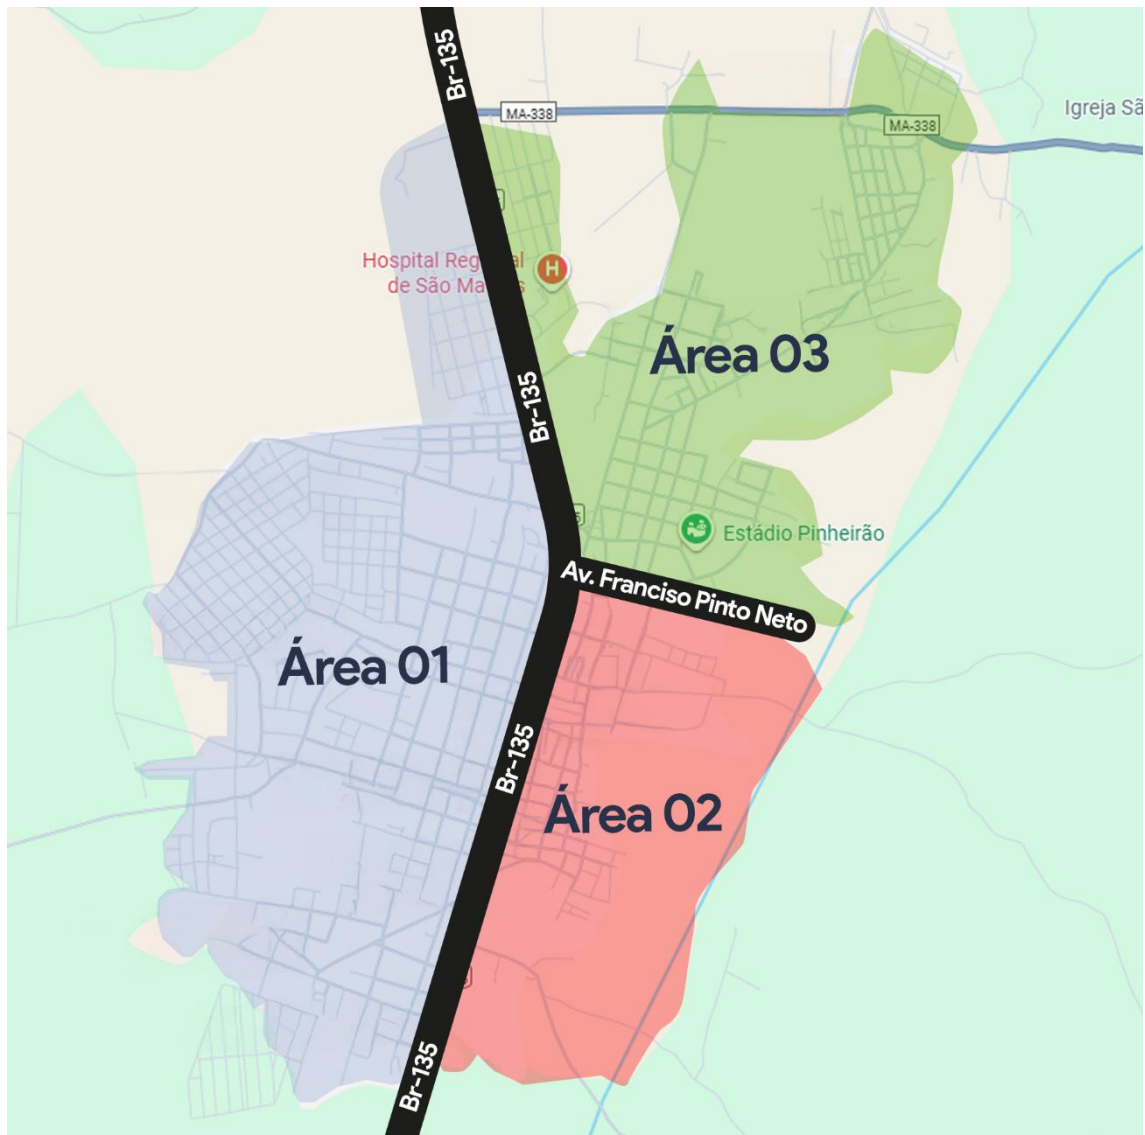 Br-135
MA-338
MA-338
Igreja Sã
Hospital Reg al
de São Ma s
Área 03
Br-135
Estádio Pinheirão
Av. Franciso Pinto Neto
Área 01
Br-135
Área 02
Br-135
H